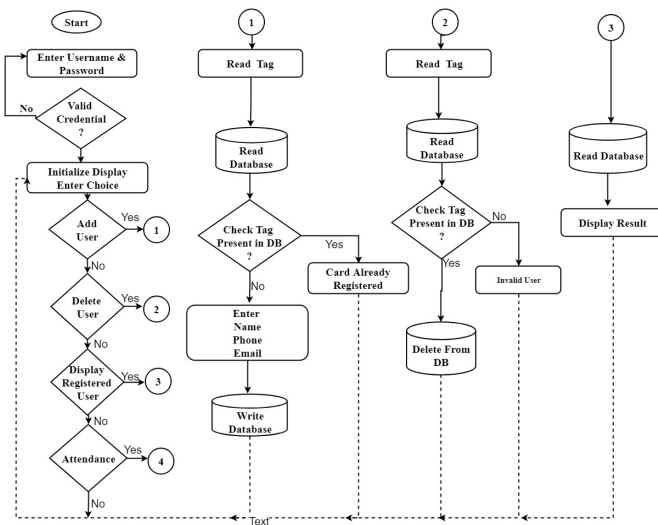 Start
Enter Username &
Password
No
Valid
Credential
?
Initialize Display
Enter Choice
Add
User
Yes
1
No
Delete
User
Yes
2
No
Display
Registered
User
Yes
3
No
Attendance
Yes
4
No
1
Read Tag
Read
Database
Check Tag
Present in DB
?
Yes
Card Already
Registered
No
Enter
Name
Phone
Email
Write
Database
Text
2
Read Tag
Read
Database
Check Tag
Present in DB
?
No
Invalid User
Yes
Delete From
DB
3
Read Database
Display Result